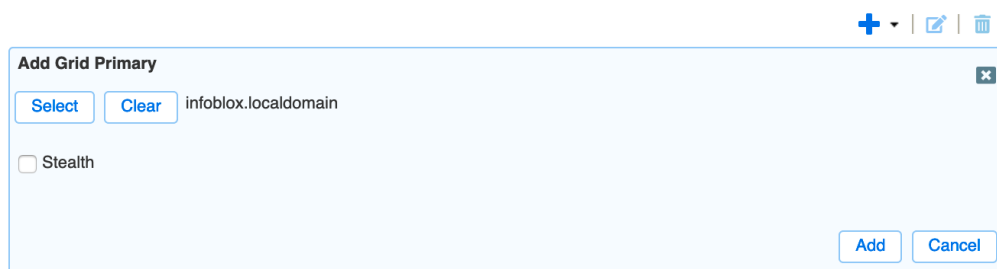 Add Grid Primary
Select Clear infoblox.localdomain
Stealth
Add Cancel